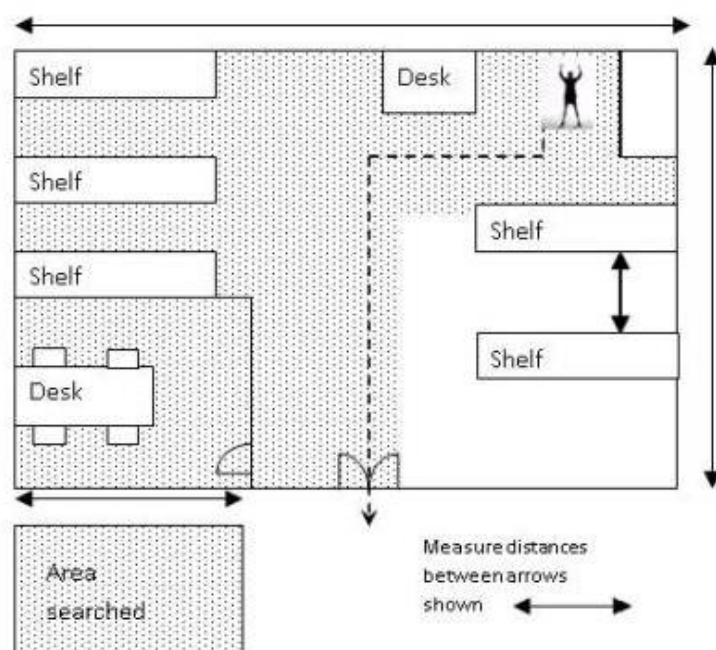 Shelf
Desk
Shelf
Shelf
Shelf
Shelf
Desk
Measure distances
between arrows
shown
Area
searched